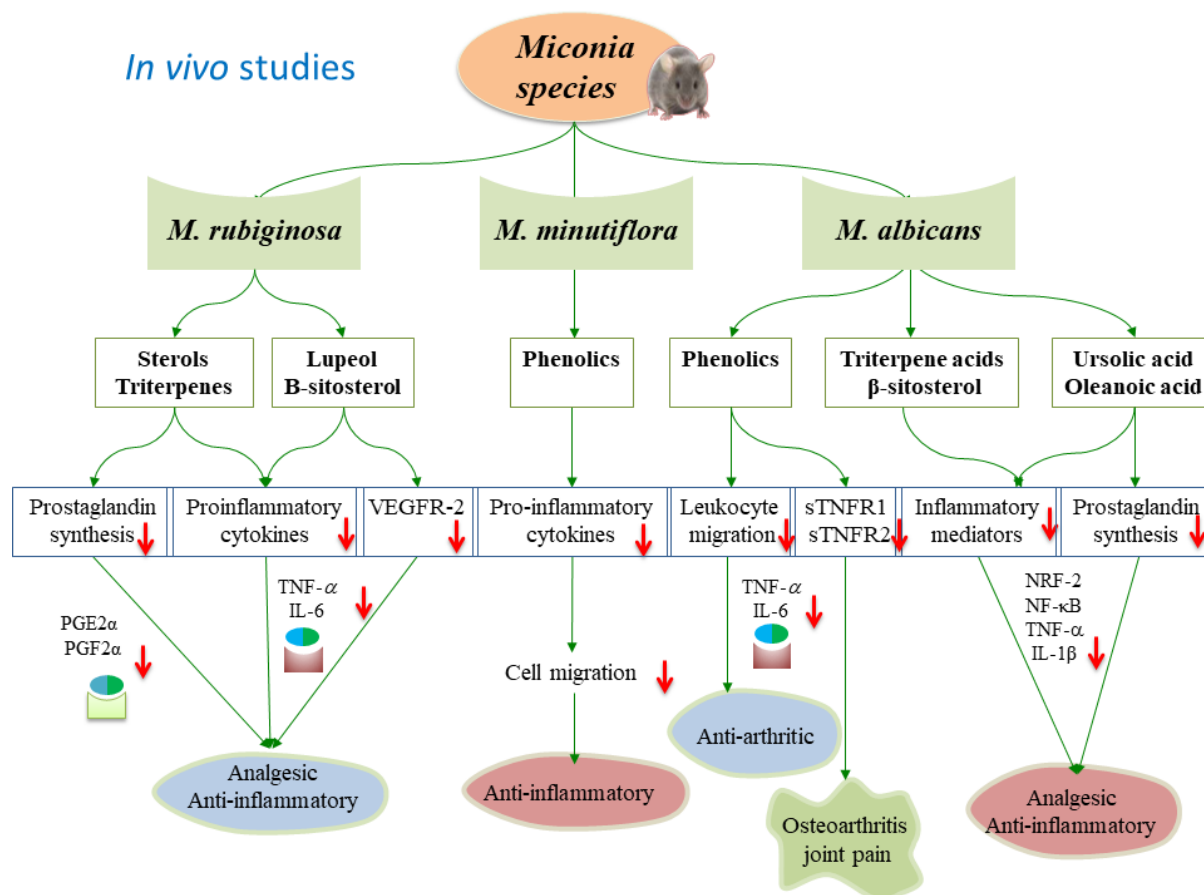 In vivo studies
Miconia
species
M. rubiginosa
M. minutiflora
M. albicans
Sterols
Triterpenes
Lupeol
B-sitosterol
Phenolics
Phenolics
Triterpene acids
β-sitosterol
Ursolic acid
Oleanoic acid
Prostaglandin
synthesis
Proinflammatory
cytokines
VEGFR-2
Pro-inflammatory
cytokines
Leukocyte
migration
sTNFR1
sTNFR2
Inflammatory
mediators
Prostaglandin
synthesis
PGE2α
PGF2α
TNF-α
IL-6
Cell migration
TNF-α
IL-6
NRF-2
NF-κB
TNF-α
IL-1β
Analgesic
Anti-inflammatory
Anti-inflammatory
Anti-arthritic
Osteoarthritis
joint pain
Analgesic
Anti-inflammatory